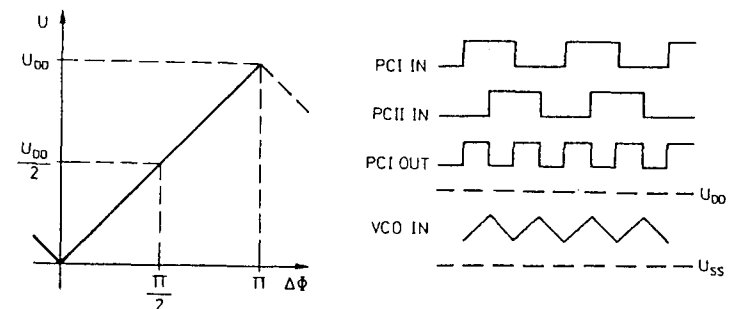 U
U_DD
U_DD
2
Π
2
Π
ΔΦ
PCI IN
PCII IN
PCI OUT
U_DD
VCO IN
U_SS